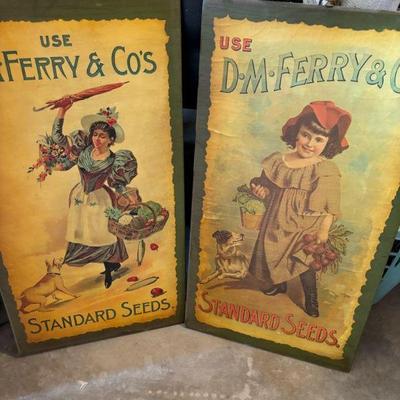 USE
FERRY & CO'S
STANDARD SEEDS.
USE
D·M·FERRY & C
STANDARD SEEDS.